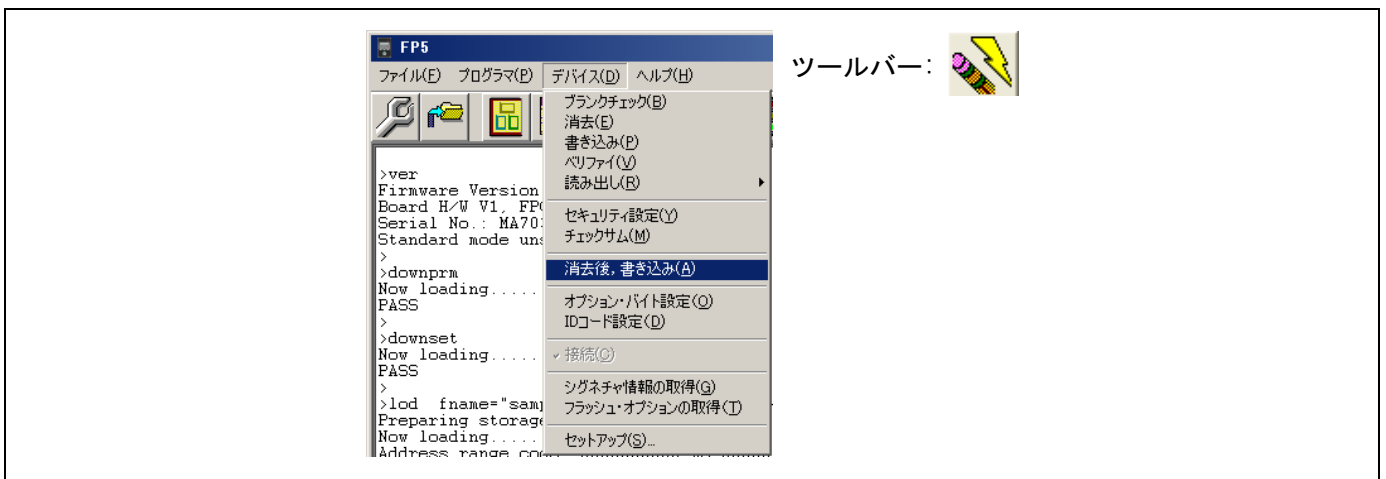 FP5
ファイル(F) プログラマ(P) デバイス(D) ヘルプ(H)
ツールバー:
ブランクチェック(B)
消去(E)
書き込み(P)
ベリファイ(V)
読み出し(R)
セキュリティ設定(Y)
チェックサム(M)
消去後, 書き込み(A)
オプション・バイト設定(O)
IDコード設定(D)
接続(C)
シグネチャ情報の取得(G)
フラッシュ・オプションの取得(T)
セットアップ(S)...
>ver
Firmware Version
Board H/W V1, FP
Serial No.: MA70
Standard mode uns
>
>downprm
Now loading.....
PASS
>
>downset
Now loading.....
PASS
>
>lod fname="samp
Preparing storage
Now loading.....
Address range